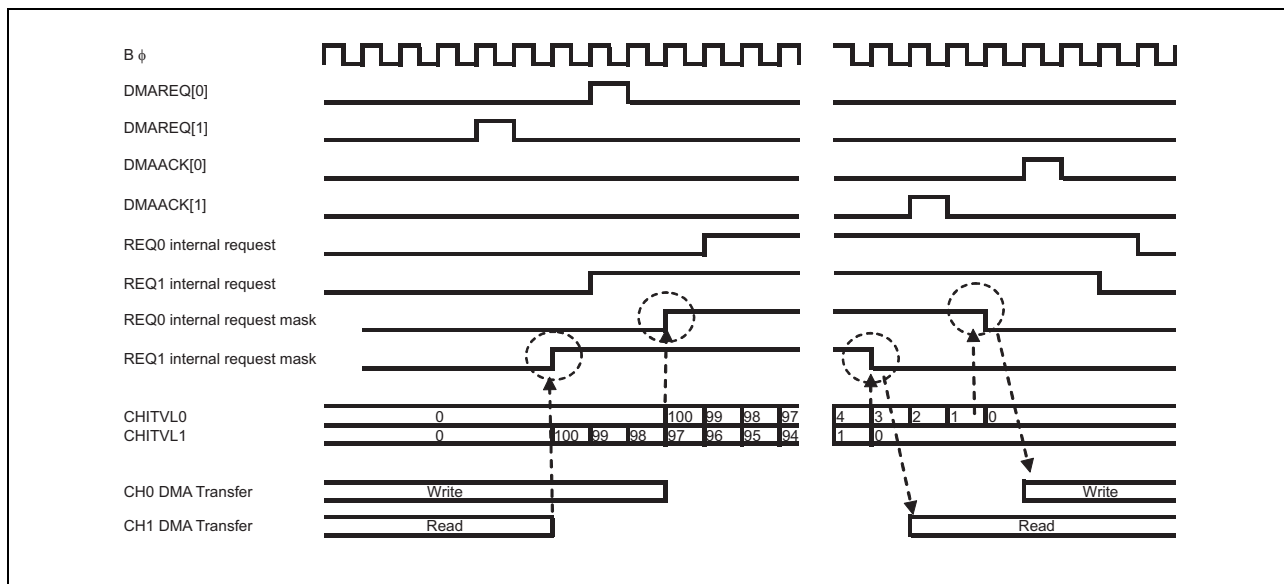 B ϕ
DMAREQ[0]
DMAREQ[1]
DMAACK[0]
DMAACK[1]
REQ0 internal request
REQ1 internal request
REQ0 internal request mask
REQ1 internal request mask
CHITVL0 0 100 99 98 97 4 3 2 1 0
CHITVL1 0 100 99 98 97 96 95 94 1 0
CH0 DMA Transfer Write Write
CH1 DMA Transfer Read Read